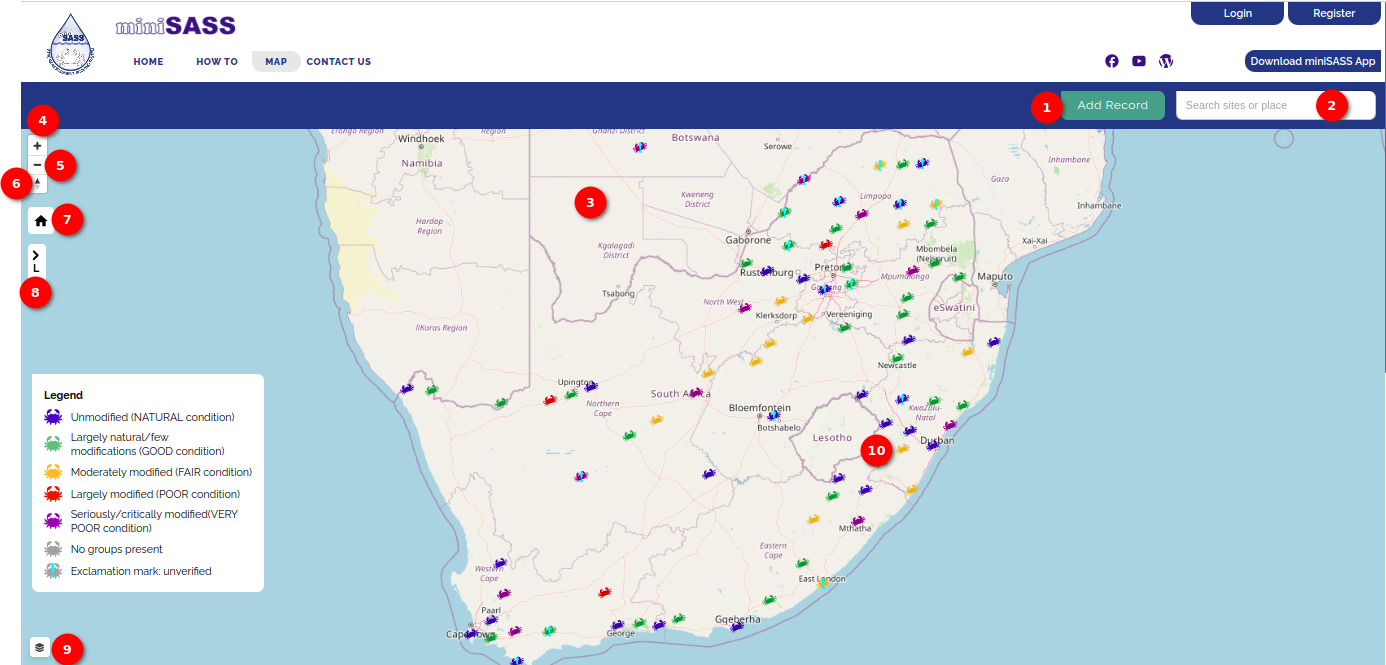 Login
Register
miniSASS
SASS
HOME
HOW TO
MAP
CONTACT US
Download miniSASS App
1
Add Record
Search sites or place
2
4
+
−
5
6
7
L
8
3
10
9
Erongo Region
Region
Ghanzi District
Botswana
Windhoek
Namibia
Serowe
Inhambane
Gaza
Limpopo
Kweneng
District
Inhambane
Hardap
Region
Gaborone
Xai-Xai
Kgalagadi
District
Mbombela
(Nelspruit)
Rustenburg
Mpumalanga
Maputo
Tsabong
North West
eSwatini
Klerksdorp
Vereeniging
IIKaras Region
Newcastle
Upington
South Africa
Northern
Cape
Bloemfontein
KwaZulu-
Natal
Botshabelo
Lesotho
Durban
Mthatha
Eastern
Cape
Western
Cape
East London
Paarl
Gqeberha
George
Legend
Unmodified (NATURAL condition)
Largely natural/few
modifications (GOOD condition)
Moderately modified (FAIR condition)
Largely modified (POOR condition)
Seriously/critically modified(VERY
POOR condition)
No groups present
Exclamation mark: unverified